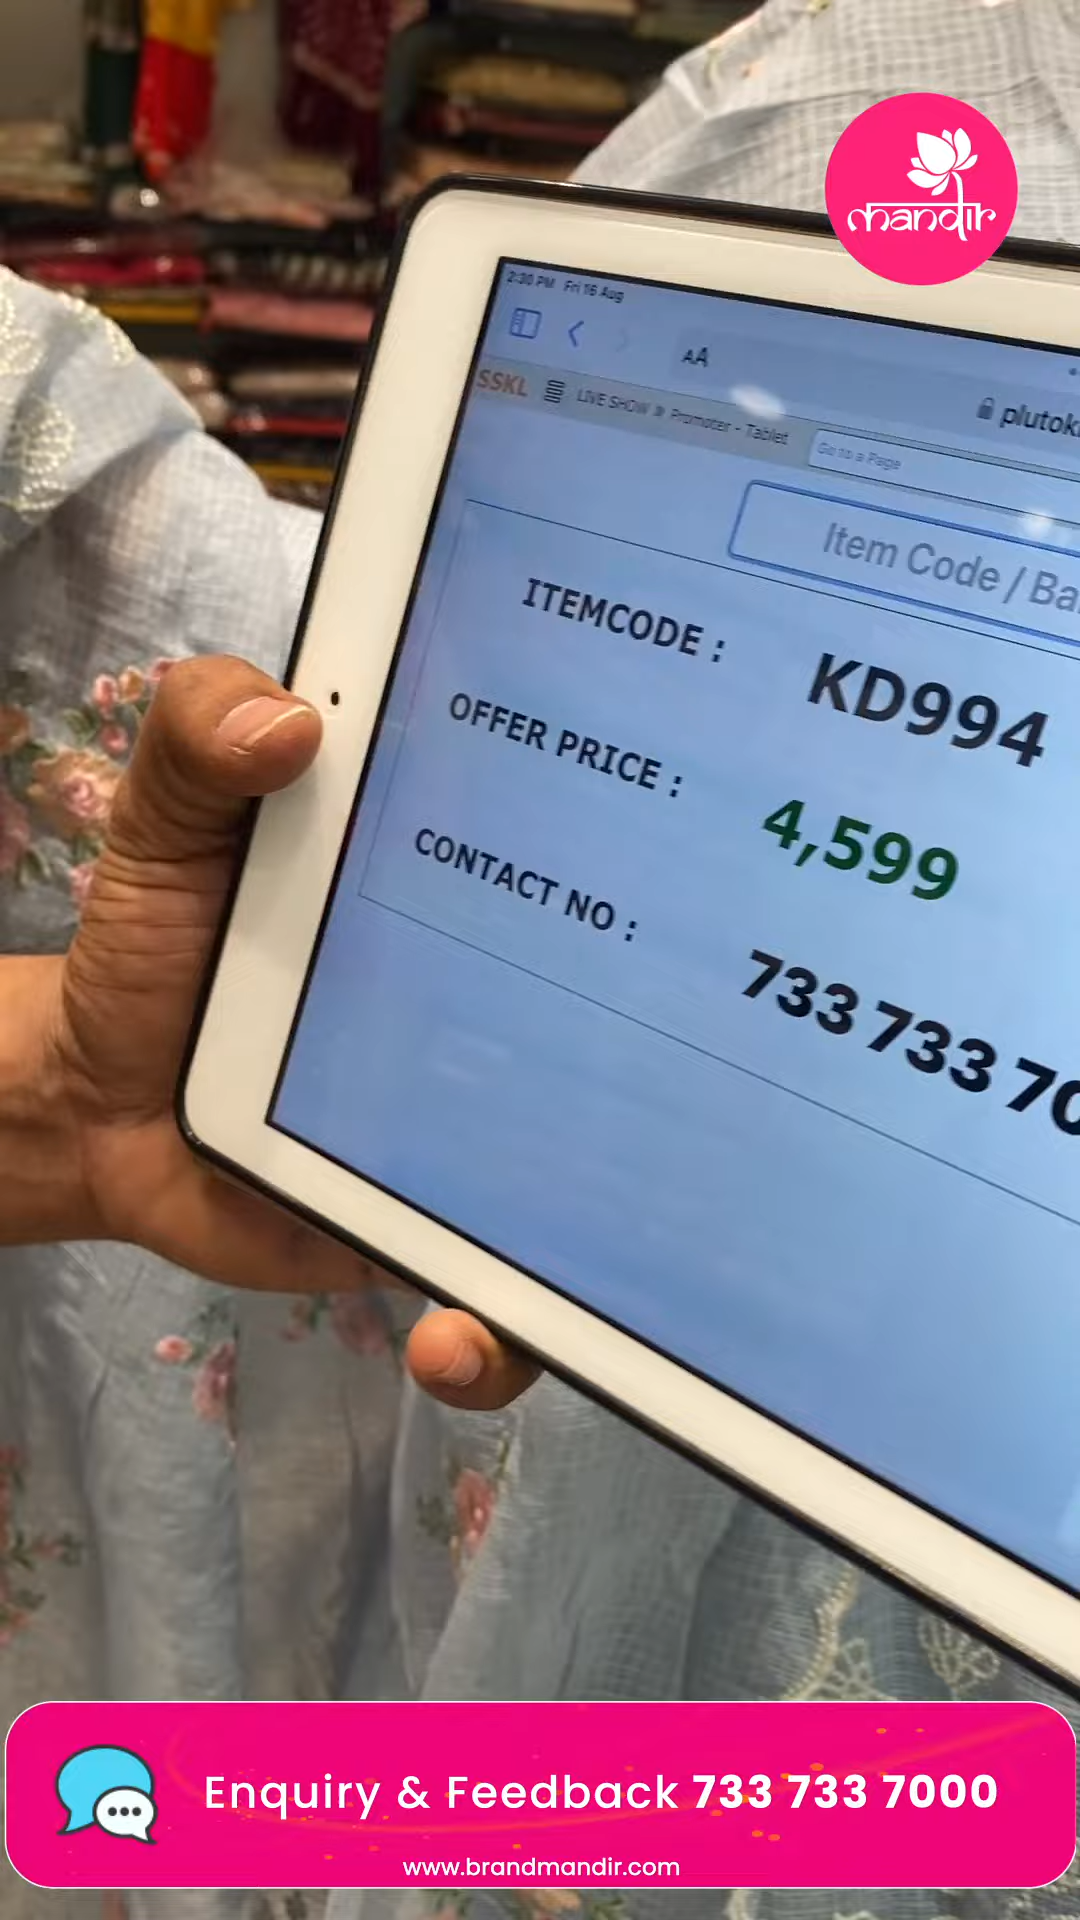 mandir
2:30 PM Fri 16 Aug
AA
plutok
SSKL LIVE SHOW » Promoter - Tablet Go to a Page
Item Code / Ba
ITEMCODE : KD994
OFFER PRICE : 4,599
CONTACT NO : 733 733 70
Enquiry & Feedback 733 733 7000
www.brandmandir.com